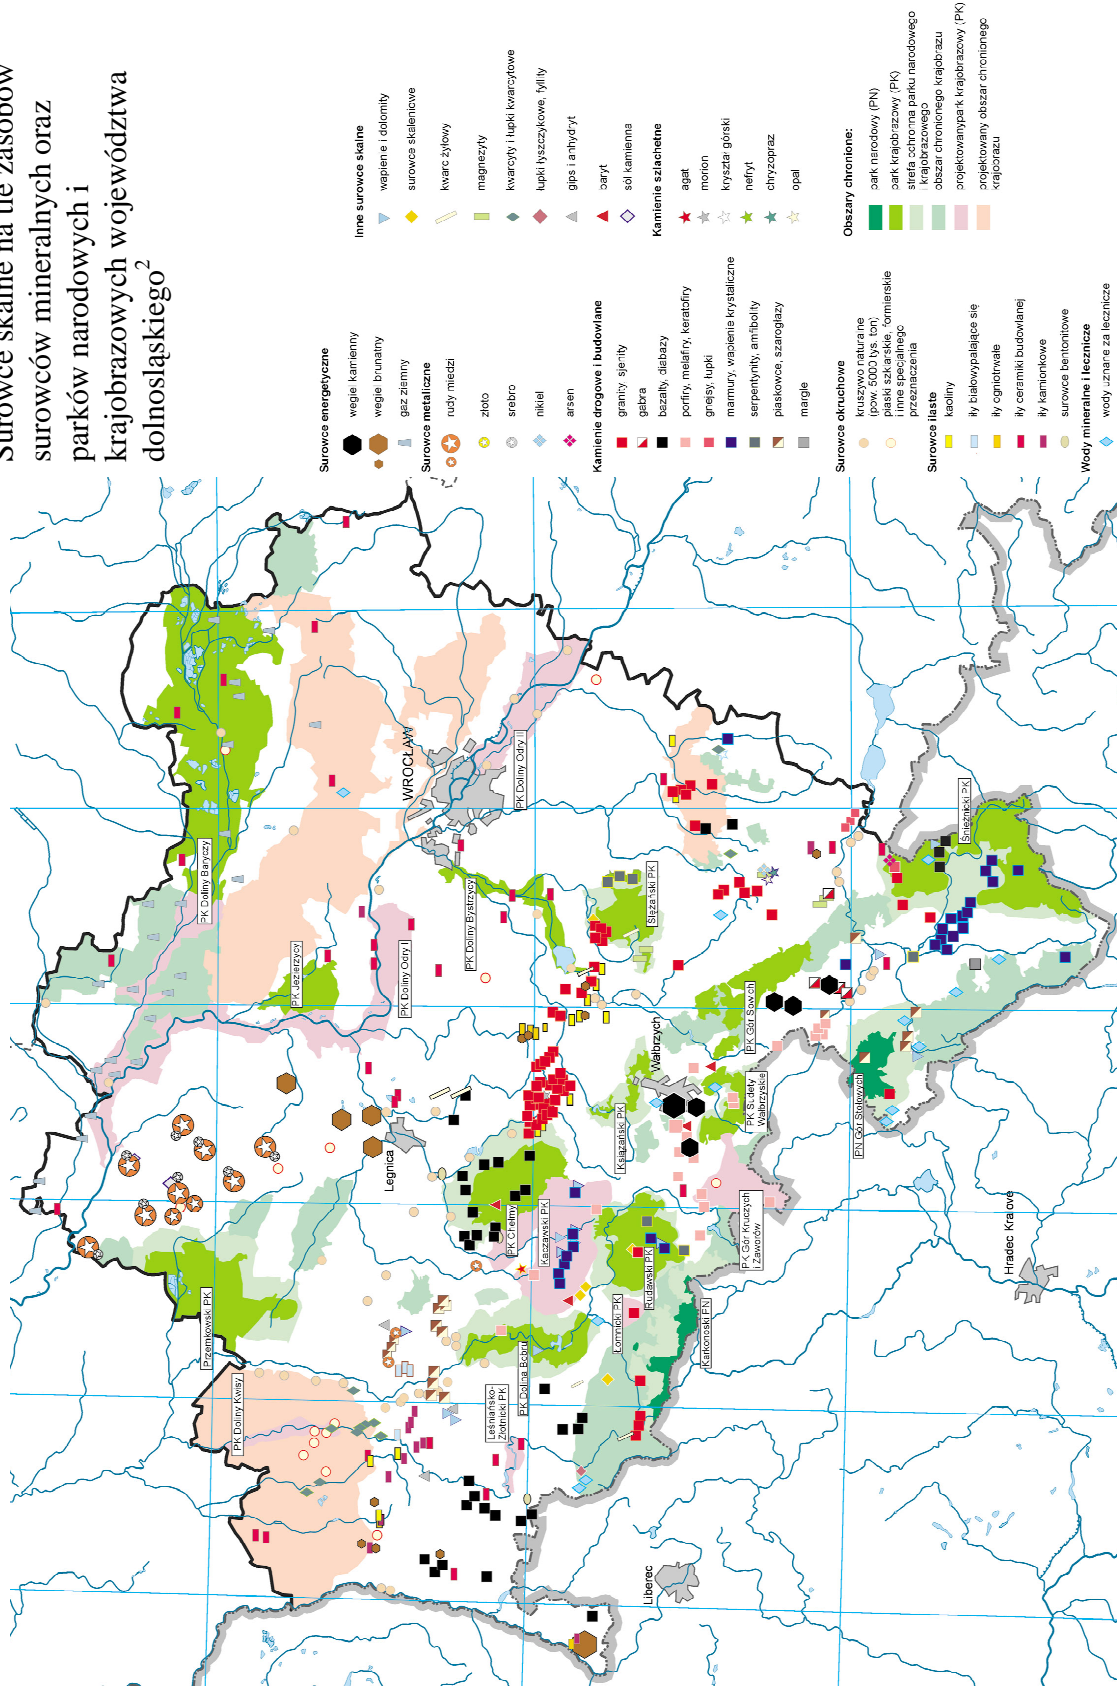 surowców mineralnych oraz
parków narodowych i
krajobrazowych województwa
dolnośląskiego2
Surowce energetyczne
węgiel kamienny
węgiel brunatny
gaz ziemny
Surowce metaliczne
rudy miedzi
złoto
srebro
nikiel
arsen
Kamienie drogowe i budowlane
granity, sjenity
gabra
bazalty, diabazy
porfiry, melafiry, keratofiry
gnejsy, łupki
marmury, wapienie krystaliczne
serpentynity, amfibolity
piaskowce, szarogłazy
margle
Surowce okruchowe
kruszywo naturalne
(pow. 5000 tys. ton)
piaski szklarskie, formierskie
i inne specjalnego
przeznaczenia
Surowce ilaste
kaoliny
iły białowypalające się
iły ogniotrwałe
iły ceramiki budowlanej
iły kamionkowe
surowce bentonitowe
Wody mineralne i lecznicze
wody uznane za lecznicze
Inne surowce skalne
wapienie i dolomity
surowce skaleniowe
kwarc żyłowy
magnezyty
kwarcyty i łupki kwarcytowe
łupki łyszczykowe, fyllity
gips i anhydryt
baryt
sól kamienna
Kamienie szlachetne
agat
morion
kryształ górski
nefryt
chryzopraz
opal
Obszary chronione:
park narodowy (PN)
park krajobrazowy (PK)
strefa ochronna parku narodowego
i krajobrazowego
obszar chronionego krajobrazu
projektowany park krajobrazowy (PK)
projektowany obszar chronionego
krajobrazu
PK Doliny Baryczy
PK Jezierzycy
PK Doliny Odry I
PK Doliny Bystrzycy
WROCŁAW
PK Doliny Odry II
Ślężański PK
Śnieżnicki PK
PK Gór Sowich
Wałbrzych
PK Sudety
Wałbrzyskie
PN Gór Stołowych
Książański PK
Legnica
PK Chełmy
Kaczawski PK
PK Gór Kruczych
i Zaworów
Rudawski PK
Łomnicki PK
Karkonoski PN
Przemkowski PK
PK Doliny Kwisy
PK Dolina Bobru
Leśniańsko-
Złotnicki PK
Hradec Kralove
Liberec